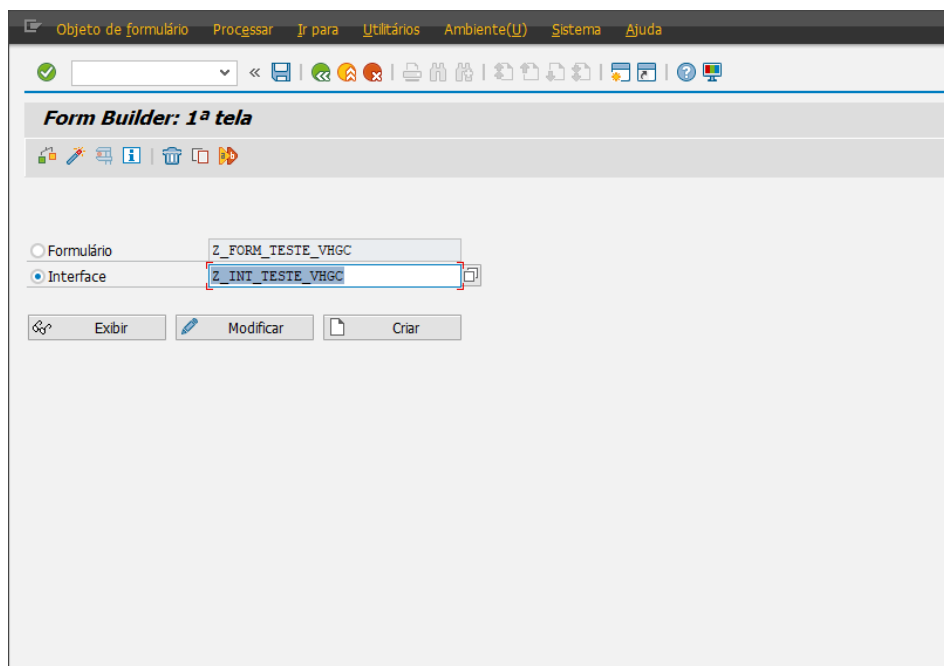 Objeto de formulário Processar Ir para Utilitários Ambiente(U) Sistema Ajuda
Form Builder: 1ª tela
Formulário Z_FORM_TESTE_VHGC
Interface Z_INT_TESTE_VHGC
Exibir Modificar Criar